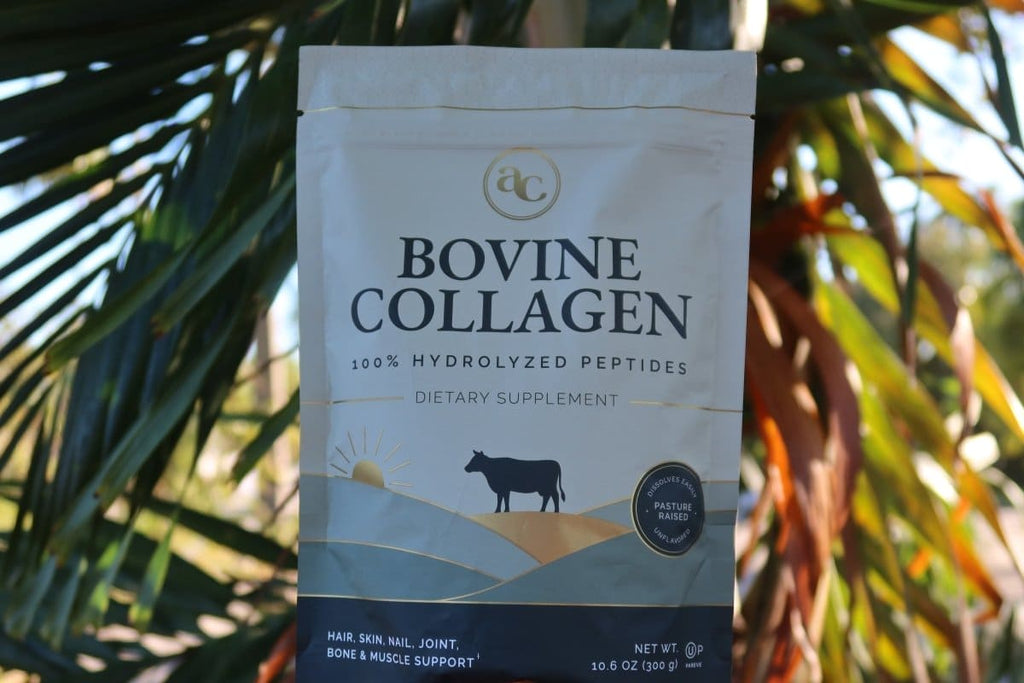 ac
BOVINE
COLLAGEN
100% HYDROLYZED PEPTIDES
DIETARY SUPPLEMENT
DISSOLVES EASILY
PASTURE
RAISED
UNFLAVORED
HAIR, SKIN, NAIL, JOINT,
BONE & MUSCLE SUPPORT¹
NET WT.
10.6 OZ (300 g)
U P
PAREVE